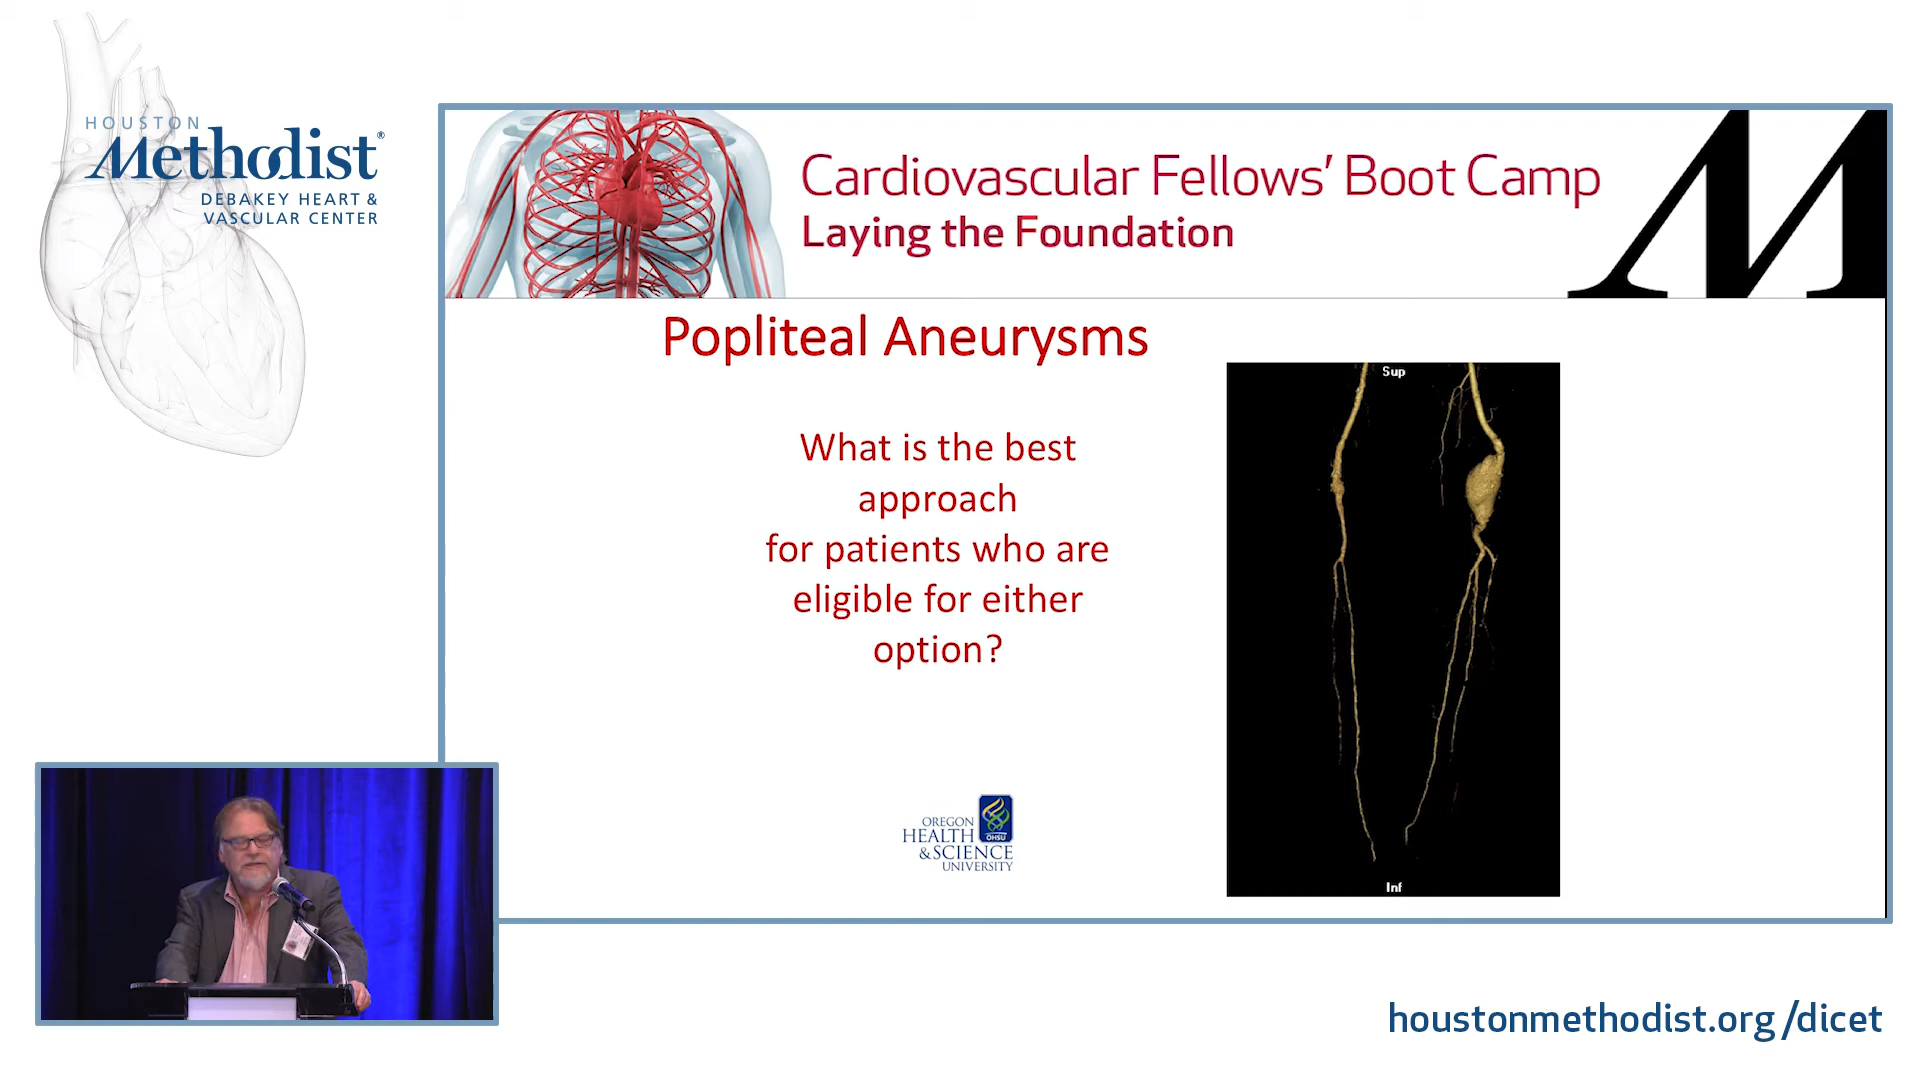 HOUSTON
Methodist®
DEBAKEY HEART &
VASCULAR CENTER
Cardiovascular Fellows’ Boot Camp
Laying the Foundation
M
Popliteal Aneurysms
What is the best
approach
for patients who are
eligible for either
option?
Sup
Inf
OREGON
HEALTH
&SCIENCE
UNIVERSITY
OHSU
houstonmethodist.org/dicet